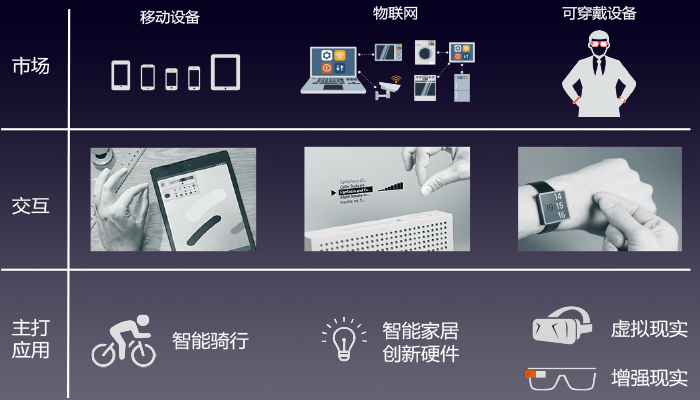 移动设备
物联网
可穿戴设备
市场
交互
14
15
16
主打
应用
智能骑行
智能家居
创新硬件
虚拟现实
增强现实